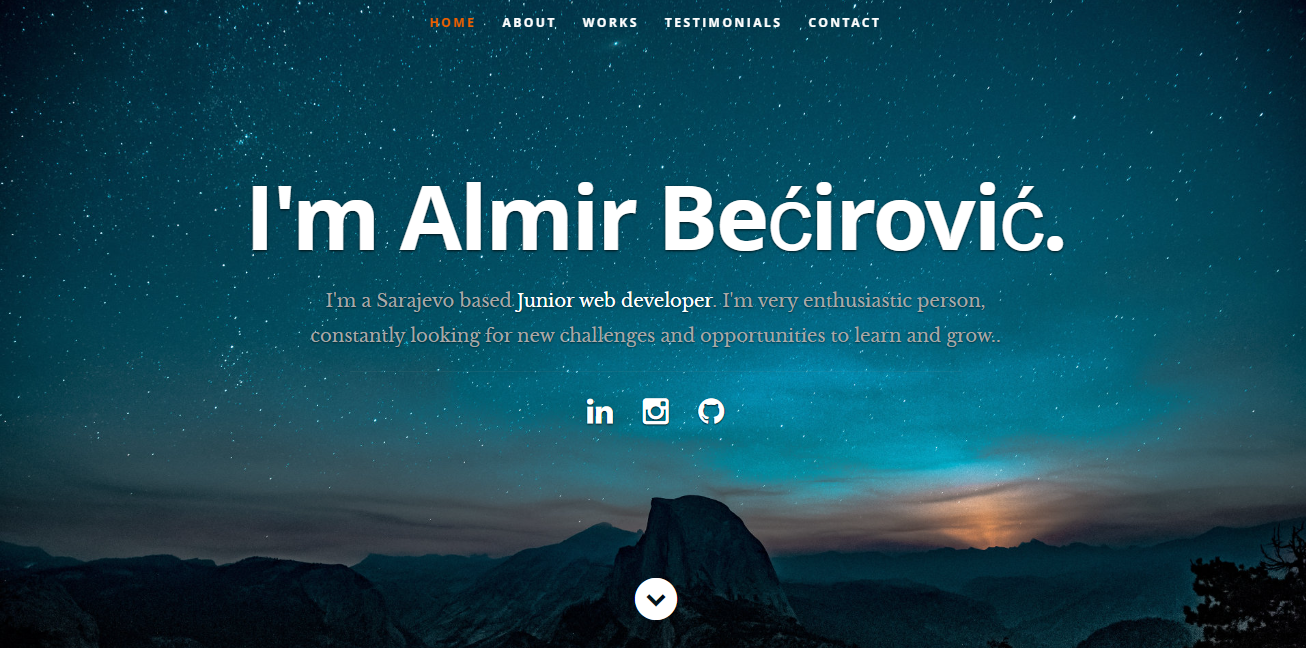 HOME ABOUT WORKS TESTIMONIALS CONTACT
I'm Almir Bećirović.
I'm a Sarajevo based Junior web developer. I'm very enthusiastic person,
constantly looking for new challenges and opportunities to learn and grow..
in